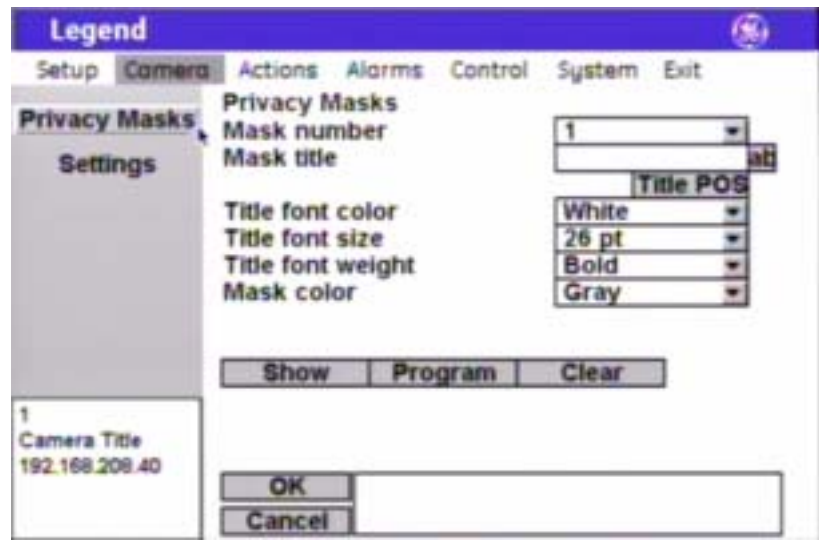 Legend
Setup Camera Actions Alarms Control System Exit
Privacy Masks
Settings
Privacy Masks
Mask number 1
Mask title ab
Title POS
Title font color White
Title font size 26 pt
Title font weight Bold
Mask color Gray
Show Program Clear
1
Camera Title
192.168.208.40
OK
Cancel